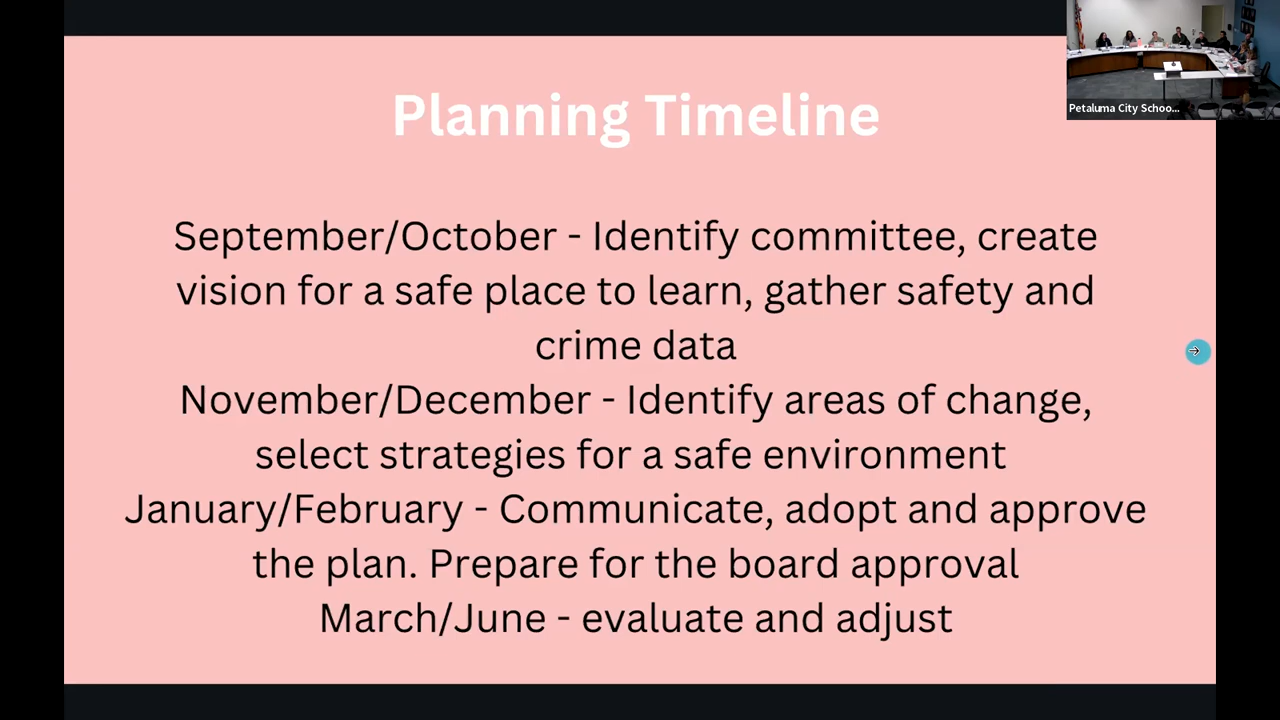 Planning Timeline
Petaluma City Schoo...
September/October - Identify committee, create
vision for a safe place to learn, gather safety and
crime data
November/December - Identify areas of change,
select strategies for a safe environment
January/February - Communicate, adopt and approve
the plan. Prepare for the board approval
March/June - evaluate and adjust